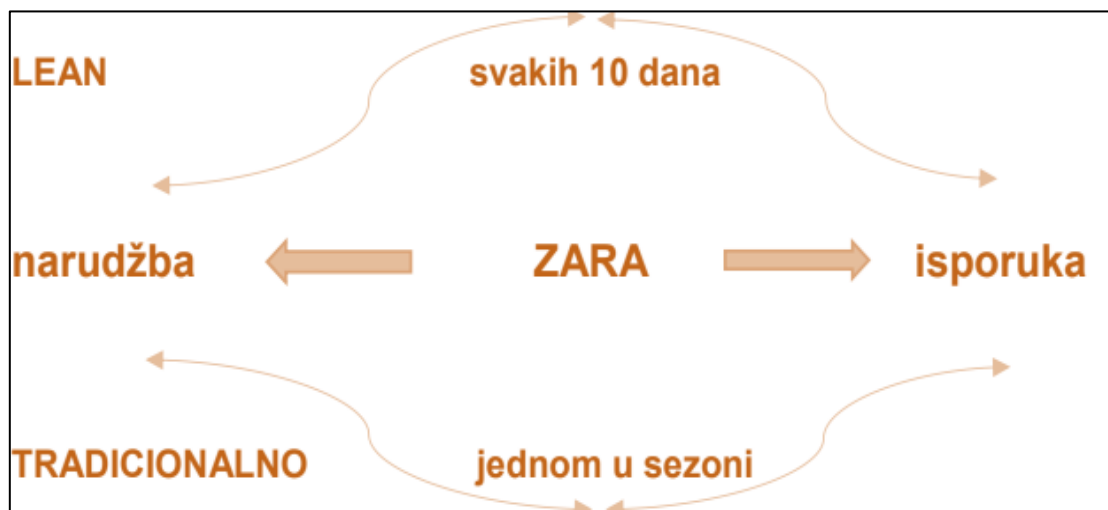 LEAN svakih 10 dana
narudžba ZARA isporuka
TRADICIONALNO jednom u sezoni